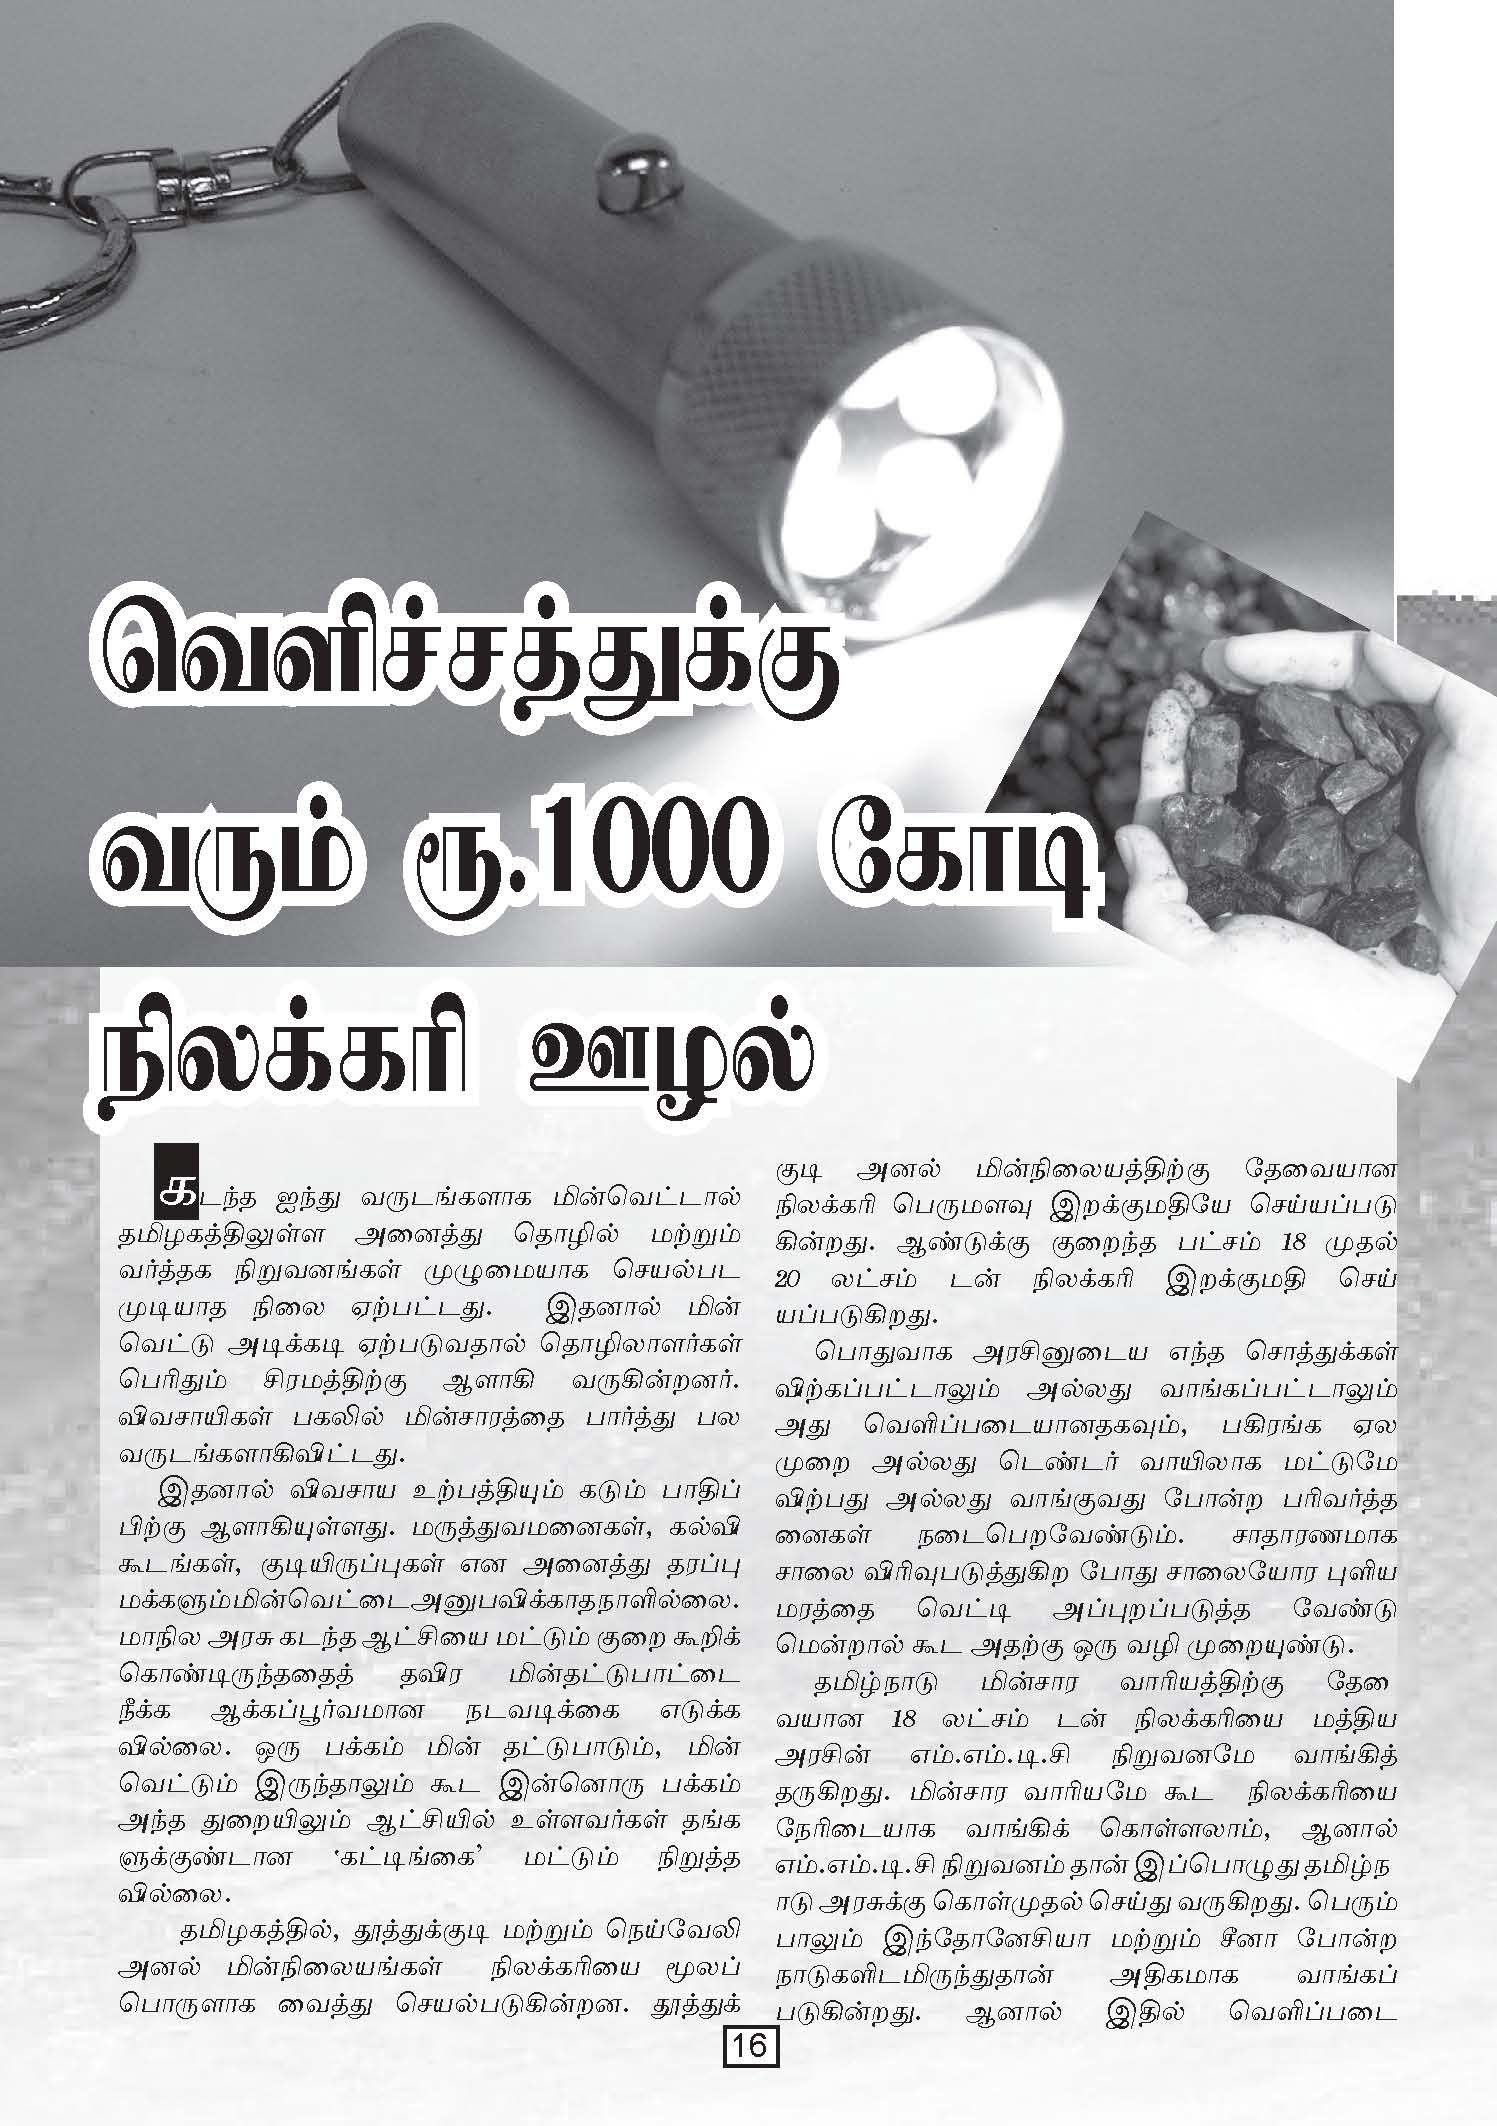 வெளிச்சத்துக்கு
வரும் ரூ.1000 கோடி
நிலக்கரி ஊழல்
கடந்த ஐந்து வருடங்களாக மின்வெட்டால்
தமிழகத்திலுள்ள அனைத்து தொழில் மற்றும்
வர்த்தக நிறுவனங்கள் முழுமையாக செயல்பட
முடியாத நிலை ஏற்பட்டது. இதனால் மின்
வெட்டு அடிக்கடி ஏற்படுவதால் தொழிலாளர்கள்
பெரிதும் சிரமத்திற்கு ஆளாகி வருகின்றனர்.
விவசாயிகள் பகலில் மின்சாரத்தை பார்த்து பல
வருடங்களாகிவிட்டது.
இதனால் விவசாய உற்பத்தியும் கடும் பாதிப்
பிற்கு ஆளாகியுள்ளது. மருத்துவமனைகள், கல்வி
கூடங்கள், குடியிருப்புகள் என அனைத்து தரப்பு
மக்களும்மின்வெட்டைஅனுபவிக்காதநாளில்லை.
மாநில அரசு கடந்த ஆட்சியை மட்டும் குறை கூறிக்
கொண்டிருந்ததைத் தவிர மின்தட்டுபாட்டை
நீக்க ஆக்கப்பூர்வமான நடவடிக்கை எடுக்க
வில்லை. ஒரு பக்கம் மின் தட்டுபாடும், மின்
வெட்டும் இருந்தாலும் கூட இன்னொரு பக்கம்
அந்த துறையிலும் ஆட்சியில் உள்ளவர்கள் தங்க
ளுக்குண்டான ‘கட்டிங்கை’ மட்டும் நிறுத்த
வில்லை.
தமிழகத்தில், தூத்துக்குடி மற்றும் நெய்வேலி
அனல் மின்நிலையங்கள் நிலக்கரியை மூலப்
பொருளாக வைத்து செயல்படுகின்றன. தூத்துக்
குடி அனல் மின்நிலையத்திற்கு தேவையான
நிலக்கரி பெருமளவு இறக்குமதியே செய்யப்படு
கின்றது. ஆண்டுக்கு குறைந்த பட்சம் 18 முதல்
20 லட்சம் டன் நிலக்கரி இறக்குமதி செய்
யப்படுகிறது.
பொதுவாக அரசினுடைய எந்த சொத்துக்கள்
விற்கப்பட்டாலும் அல்லது வாங்கப்பட்டாலும்
அது வெளிப்படையானதகவும், பகிரங்க ஏல
முறை அல்லது டெண்டர் வாயிலாக மட்டுமே
விற்பது அல்லது வாங்குவது போன்ற பரிவர்த்த
னைகள் நடைபெறவேண்டும். சாதாரணமாக
சாலை விரிவுபடுத்துகிற போது சாலையோர புளிய
மரத்தை வெட்டி அப்புறப்படுத்த வேண்டு
மென்றால் கூட அதற்கு ஒரு வழி முறையுண்டு.
தமிழ்நாடு மின்சார வாரியத்திற்கு தேவை
வயான 18 லட்சம் டன் நிலக்கரியை மத்திய
அரசின் எம்.எம்.டி.சி நிறுவனமே வாங்கித்
தருகிறது. மின்சார வாரியமே கூட நிலக்கரியை
நேரிடையாக வாங்கிக் கொள்ளலாம், ஆனால்
எம்.எம்.டி.சி நிறுவனம் தான் இப்பொழுது தமிழ்ந
ாடு அரசுக்கு கொள்முதல் செய்து வருகிறது. பெரும்
பாலும் இந்தோனேசியா மற்றும் சீனா போன்ற
நாடுகளிடமிருந்துதான் அதிகமாக வாங்கப்
படுகின்றது. ஆனால் இதில் வெளிப்படை
16